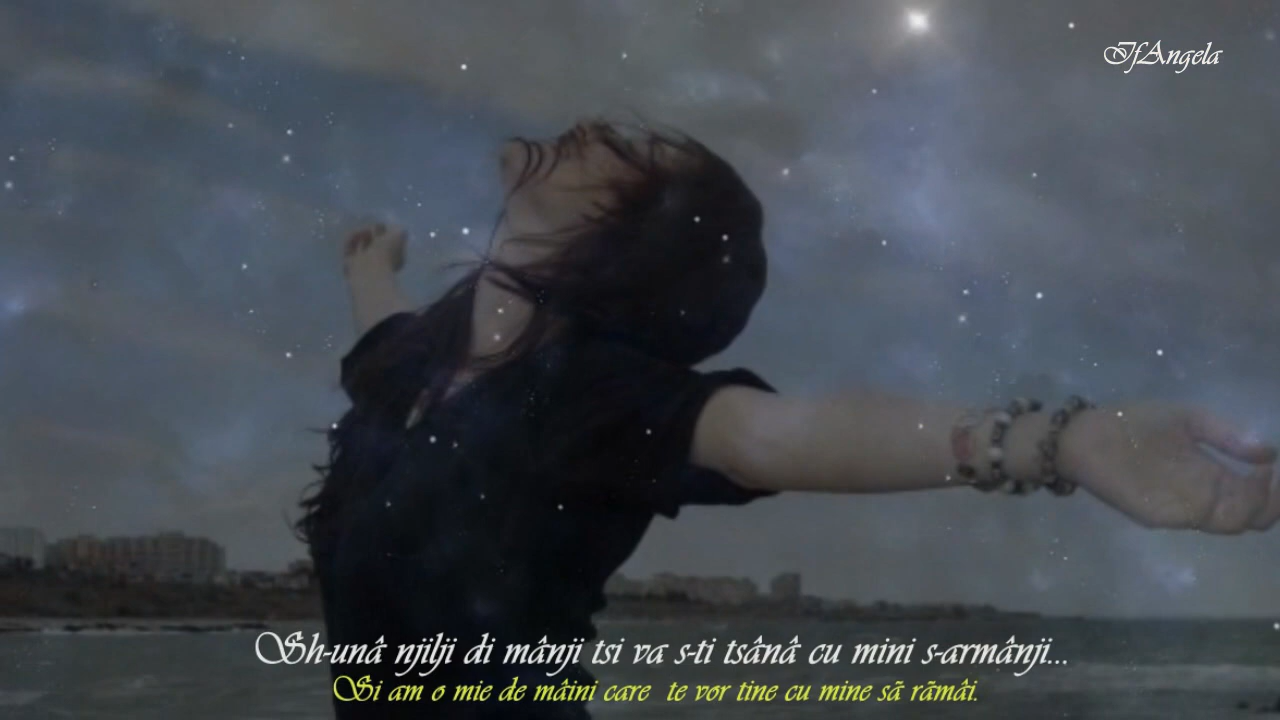 IfAngela
Sh-unâ njilji di mânji tsi va s-ti tsânâ cu mini s-armânji...
Si am o mie de mâini care te vor tine cu mine sã rãmâi.